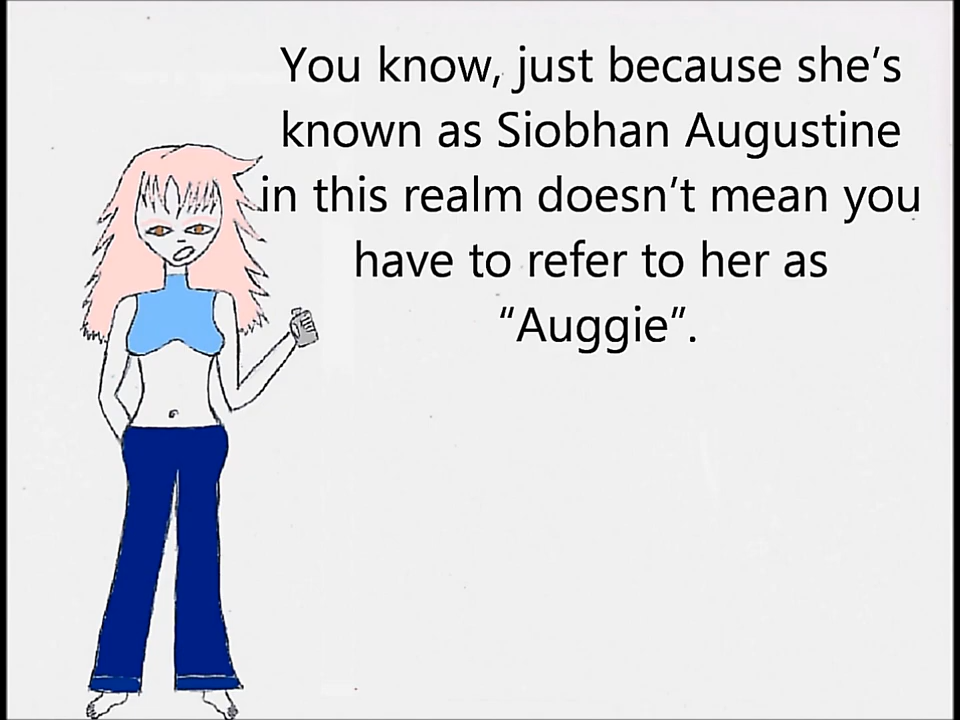 You know, just because she’s
known as Siobhan Augustine
in this realm doesn’t mean you
have to refer to her as
“Auggie”.